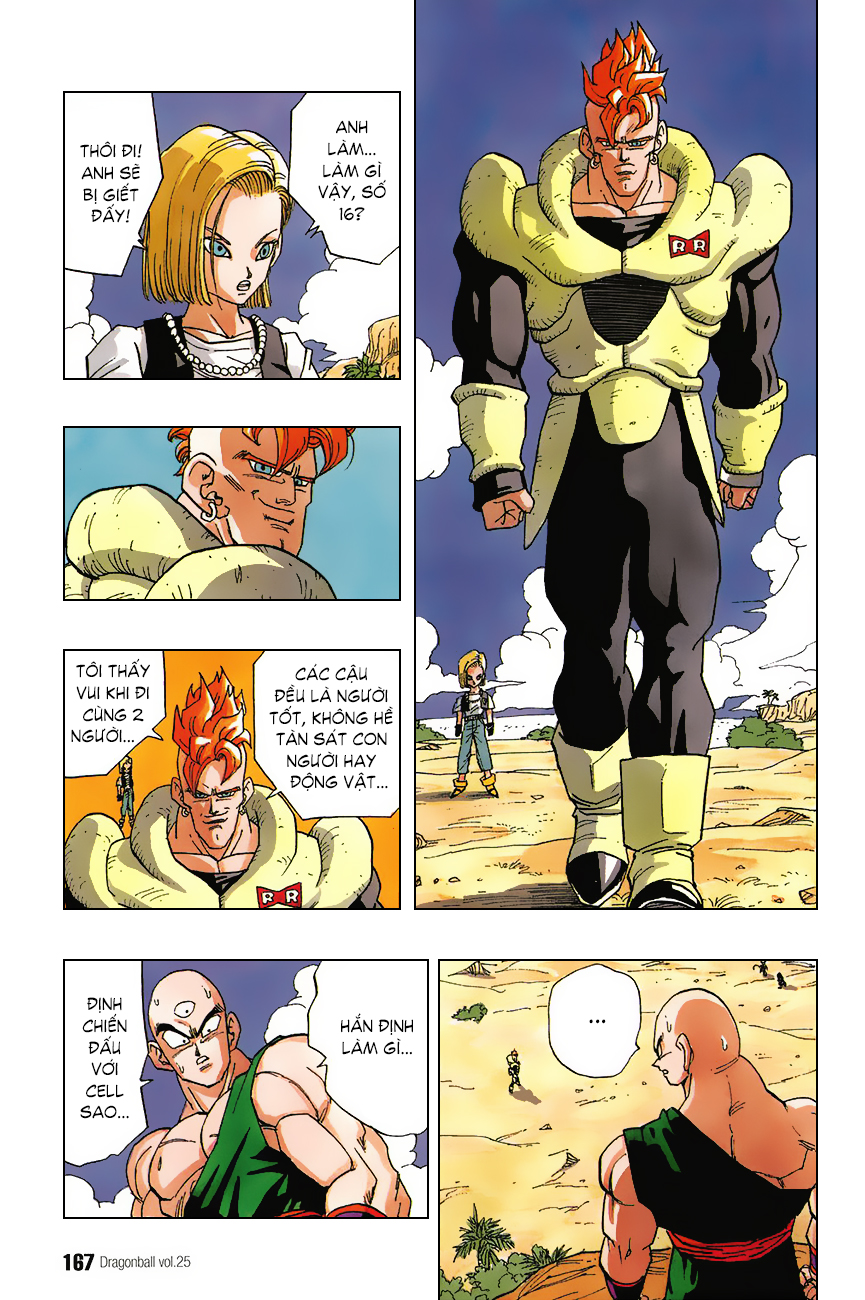 R R
ANH
LÀM...
LÀM GÌ
VẬY, SỐ
16?
THÔI ĐI!
ANH SẼ
BỊ GIẾT
ĐẤY!
CÁC CẬU
ĐỀU LÀ NGƯỜI
TỐT, KHÔNG HỀ
TÀN SÁT CON
NGƯỜI HAY
ĐỘNG VẬT...
TÔI THẤY
VUI KHI ĐI
CÙNG 2
NGƯỜI...
R R
...
HẮN ĐỊNH
LÀM GÌ...
ĐỊNH
CHIẾN
ĐẤU
VỚI
CELL
SAO...
167 Dragonball vol.25